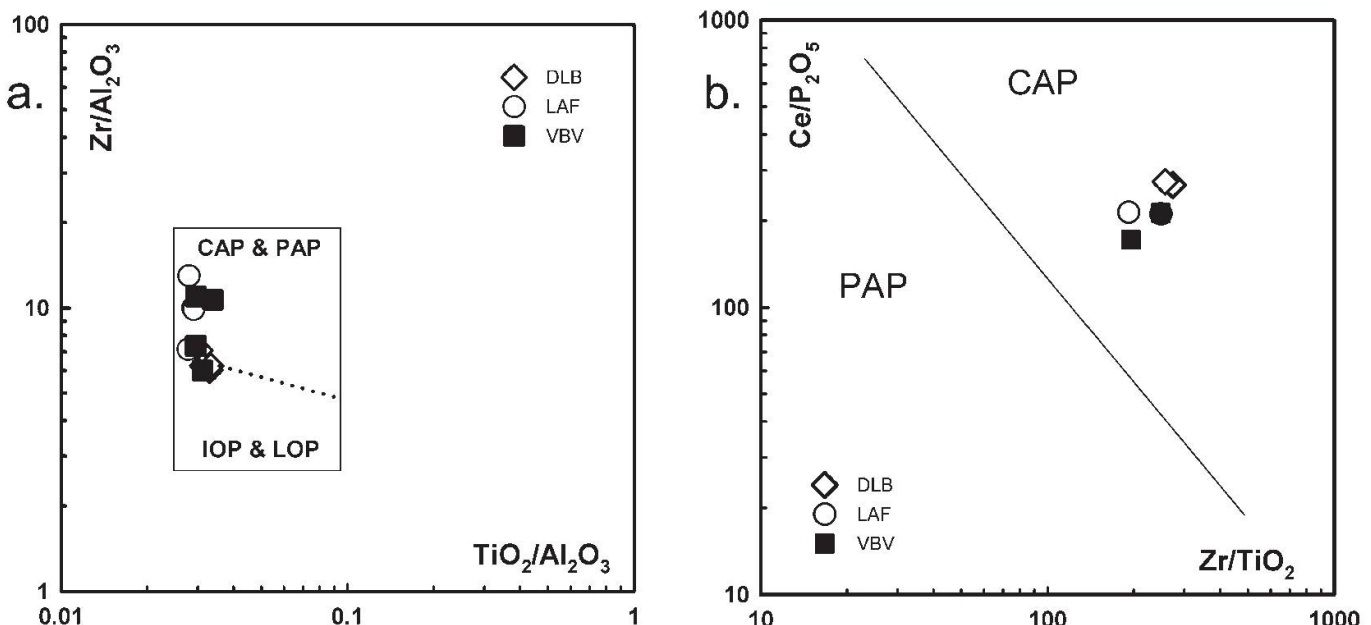 a.
100
Zr/Al₂O₃
DLB
LAF
VBV
CAP & PAP
10
IOP & LOP
TiO₂/Al₂O₃
1
0.01
0.1
1
b.
1000
Ce/P₂O₅
CAP
PAP
100
DLB
LAF
VBV
Zr/TiO₂
10
10
100
1000